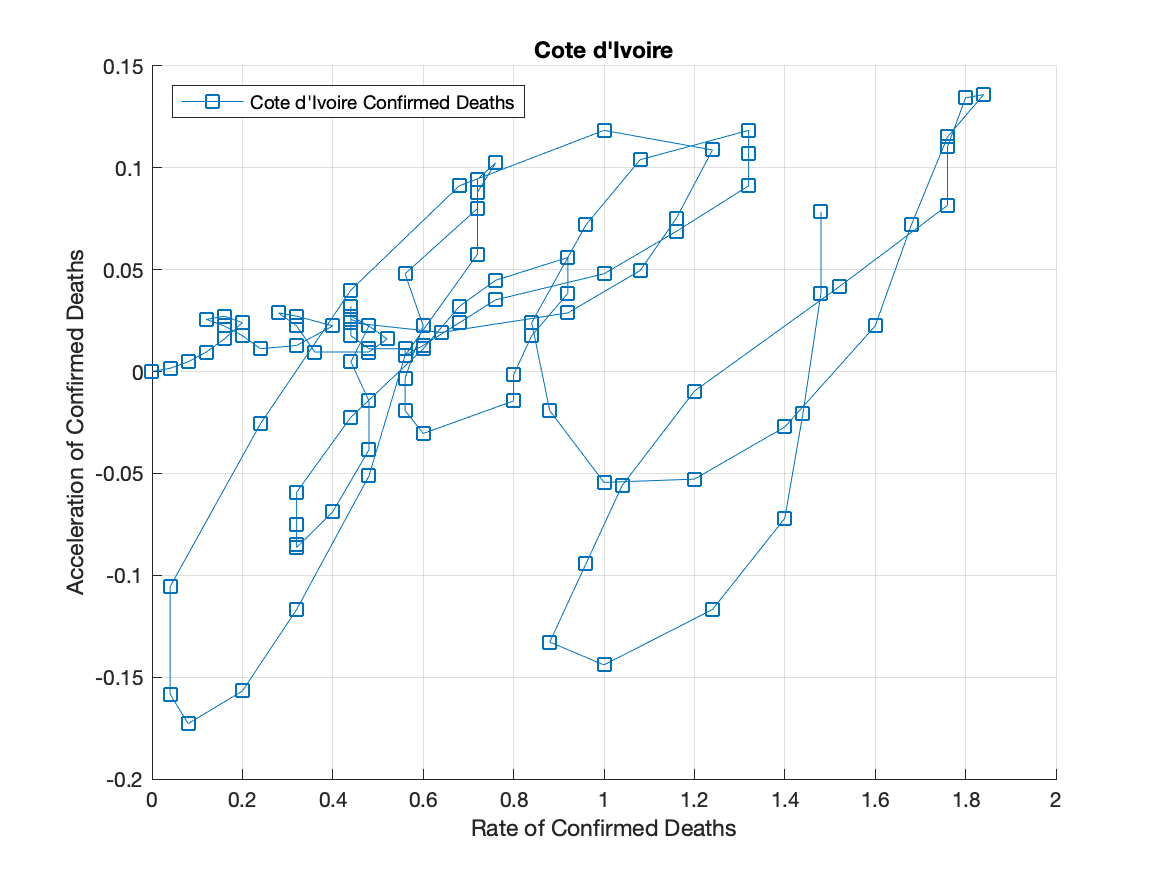 Cote d'Ivoire
Cote d'Ivoire Confirmed Deaths
Acceleration of Confirmed Deaths
0.15
0.1
0.05
0
-0.05
-0.1
-0.15
-0.2
0 0.2 0.4 0.6 0.8 1 1.2 1.4 1.6 1.8 2
Rate of Confirmed Deaths